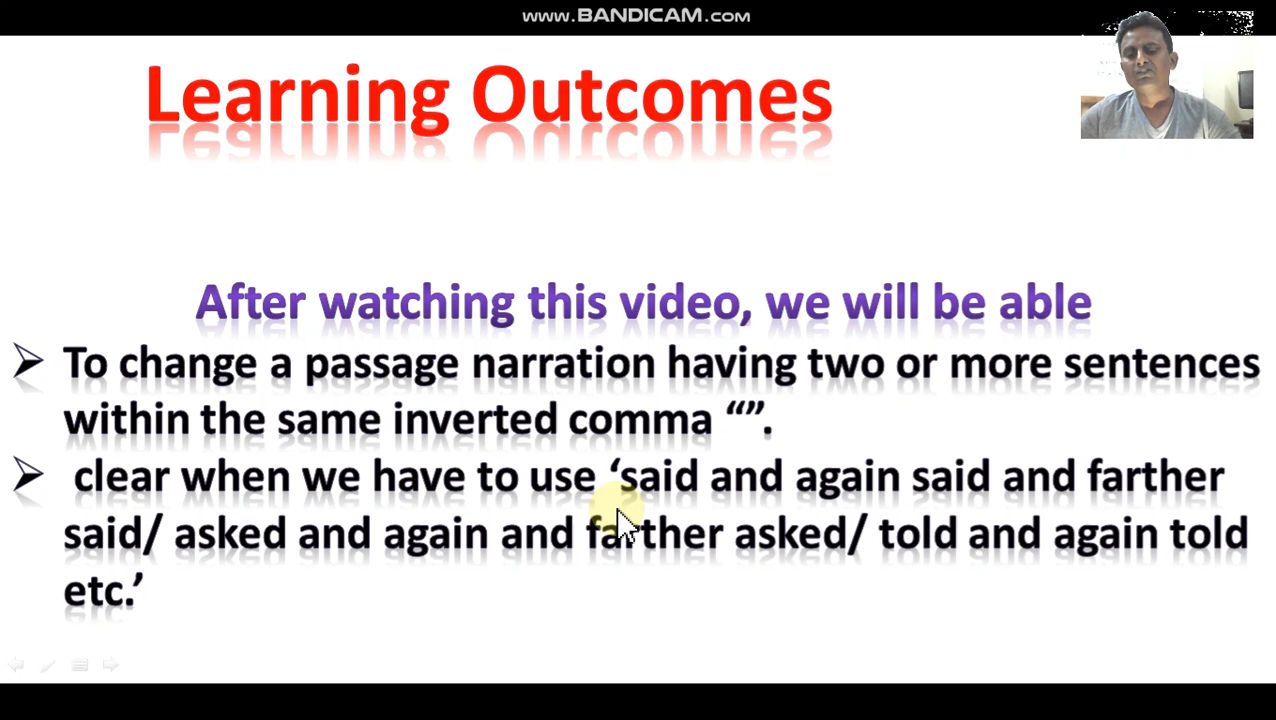 WWW.BANDICAM.COM
Learning Outcomes
After watching this video, we will be able
To change a passage narration having two or more sentences
within the same inverted comma “”.
clear when we have to use ‘said and again said and farther
said/ asked and again and farther asked/ told and again told
etc.’